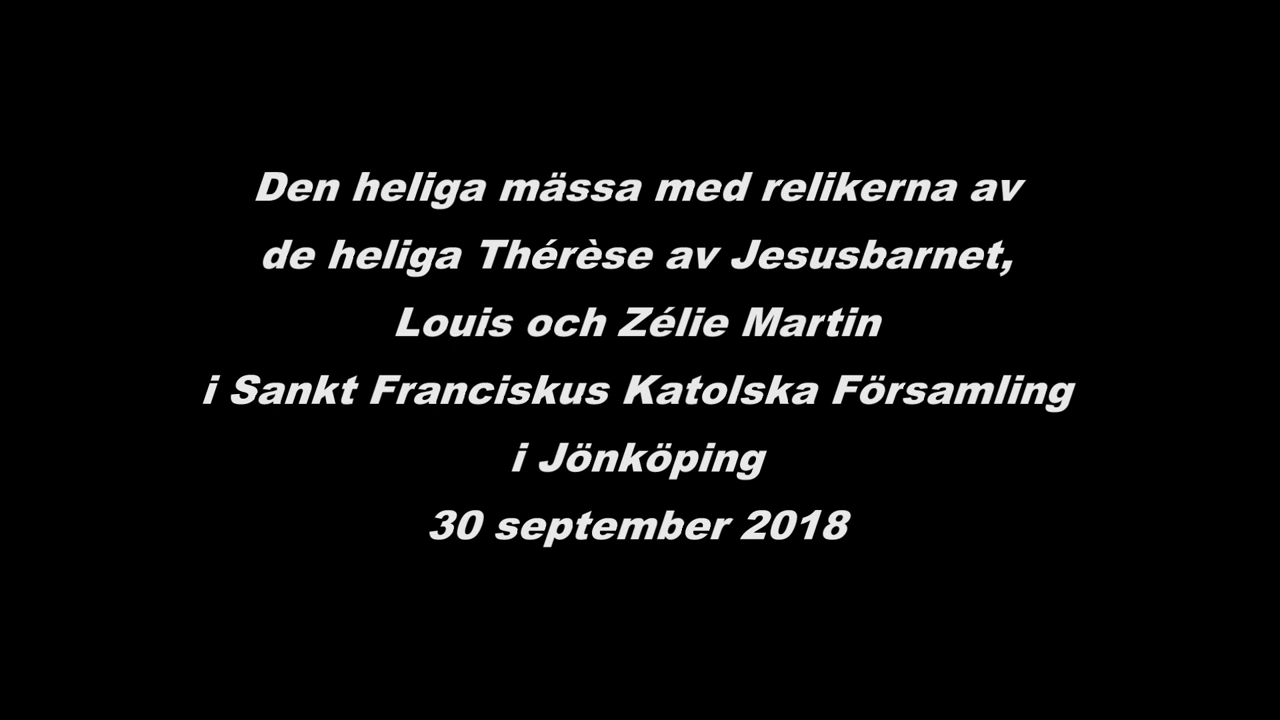 Den heliga mässa med relikerna av
de heliga Thérèse av Jesusbarnet,
Louis och Zélie Martin
i Sankt Franciskus Katolska Församling
i Jönköping
30 september 2018